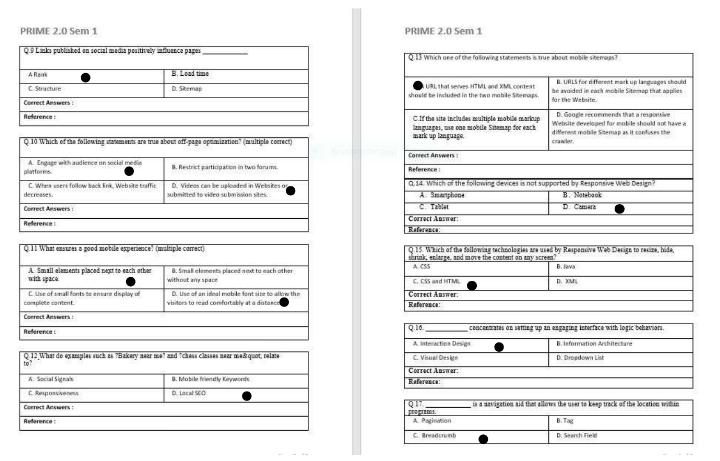 PRIME 2.0 Sem 1
Q.9 Links published on social media positively influence pages ____________
A Rank
B. Load time
C. Structure
D. Sitemap
Correct Answers :
Reference :
Q.10 Which of the following statements are true about off-page optimization? (multiple correct)
A. Engage with audience on social media
platforms.
B. Restrict participation in two forums.
C. When users follow back link, Website traffic
decreases.
D. Videos can be uploaded in Websites or
submitted to video submission sites.
Correct Answers :
Reference :
Q.11 What ensures a good mobile experience? (multiple correct)
A. Small elements placed next to each other
with space.
B. Small elements placed next to each other
without any space
C. Use of small fonts to ensure display of
complete content.
D. Use of an ideal mobile font size to allow the
visitors to read comfortably at a distance
Correct Answers :
Reference :
Q.12 What do examples such as ?Bakery near me? and ?chess classes near me&quot; relate
to?
A. Social Signals
B. Mobile friendly Keywords
C. Responsiveness
D. Local SEO
Correct Answers :
Reference :
PRIME 2.0 Sem 1
Q.13 Which one of the following statements is true about mobile sitemaps?
URL that serves HTML and XML content
should be included in the two mobile Sitemaps.
B. URLS for different mark up languages should
be avoided in each mobile Sitemap that applies
for the Website.
C.If the site includes multiple mobile markup
languages, use one mobile Sitemap for each
mark up language.
D. Google recommends that a responsive
Website developed for mobile should not have a
different mobile Sitemap as it confuses the
crawler.
Correct Answers :
Reference :
Q.14. Which of the following devices is not supported by Responsive Web Design?
A. Smartphone
B. Notebook
C. Tablet
D. Camera
Correct Answer:
Reference:
Q.15. Which of the following technologies are used by Responsive Web Design to resize, hide,
shrink, enlarge, and move the content on any screen?
A. CSS
B. Java
C. CSS and HTML
D. XML
Correct Answer:
Reference:
Q.16. ____________ concentrates on setting up an engaging interface with logic behaviors.
A. Interaction Design
B. Information Architecture
C. Visual Design
D. Dropdown List
Correct Answer:
Reference:
Q.17. ____________ is a navigation aid that allows the user to keep track of the location within
programs.
A. Pagination
B. Tag
C. Breadcrumb
D. Search Field